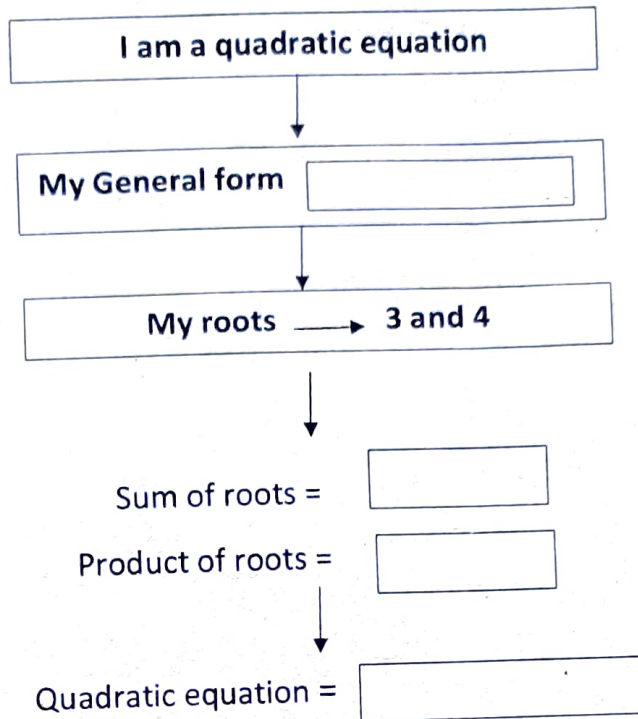 I am a quadratic equation
My General form
My roots → 3 and 4
Sum of roots =
Product of roots =
Quadratic equation =